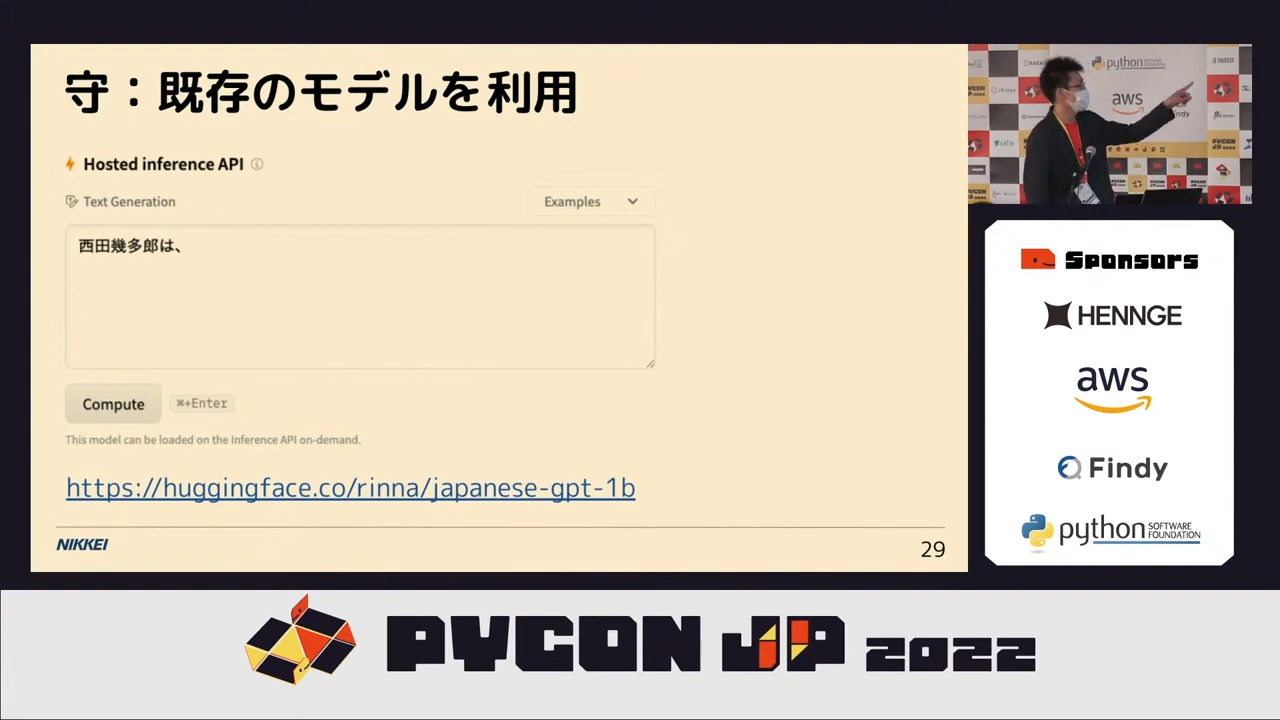 守：既存のモデルを利用
Hosted inference API
Text Generation
Examples
西田幾多郎は、
Compute
⌘+Enter
This model can be loaded on the Inference API on-demand.
https://huggingface.co/rinna/japanese-gpt-1b
NIKKEI
29
python
aws
Sponsors
HENNGE
aws
Findy
python SOFTWARE
FOUNDATION
PYCON JP 2022